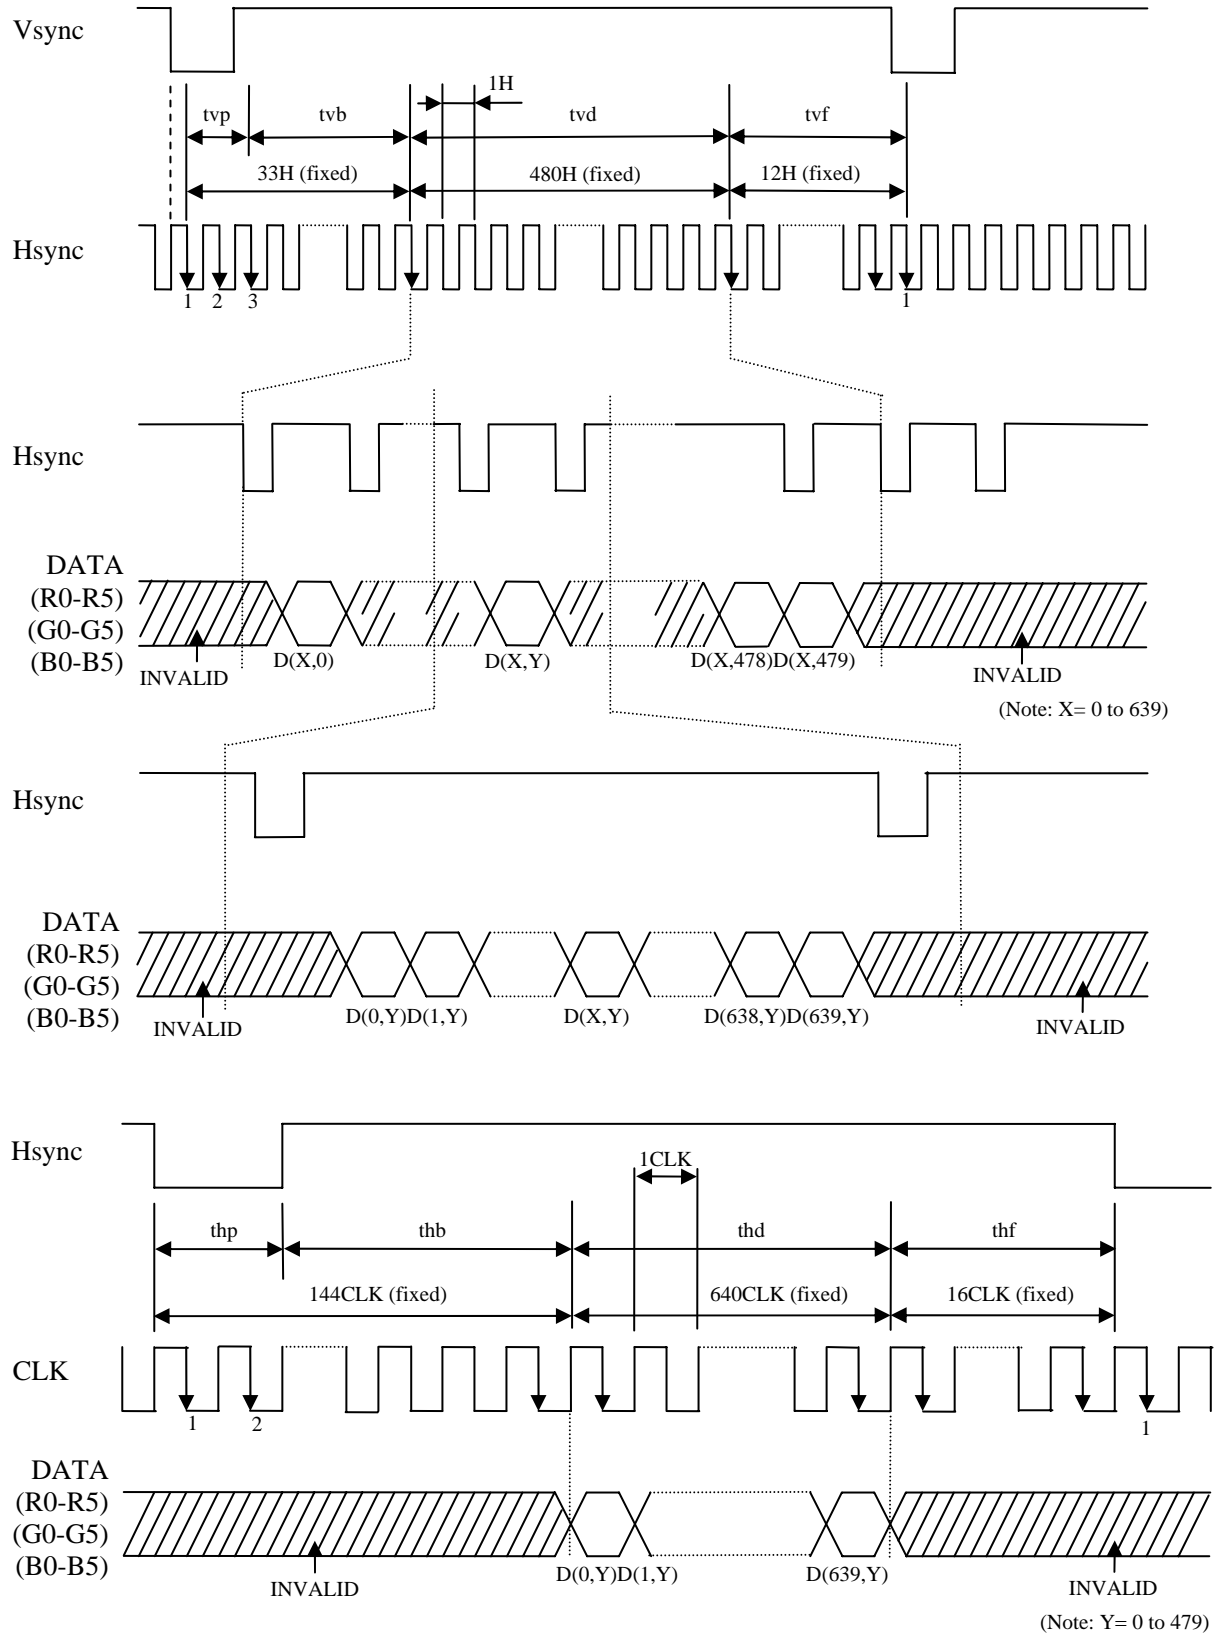 Vsync
1H
tvp tvb tvd tvf
33H (fixed) 480H (fixed) 12H (fixed)
Hsync
1 2 3 1
Hsync
DATA
(R0-R5)
(G0-G5)
(B0-B5)
D(X,0) D(X,Y) D(X,478)D(X,479)
INVALID INVALID
(Note: X= 0 to 639)
Hsync
DATA
(R0-R5)
(G0-G5)
(B0-B5)
D(0,Y)D(1,Y) D(X,Y) D(638,Y)D(639,Y)
INVALID INVALID
Hsync
1CLK
thp thb thd thf
144CLK (fixed) 640CLK (fixed) 16CLK (fixed)
CLK
1 2 1
DATA
(R0-R5)
(G0-G5)
(B0-B5)
D(0,Y)D(1,Y) D(639,Y)
INVALID INVALID
(Note: Y= 0 to 479)